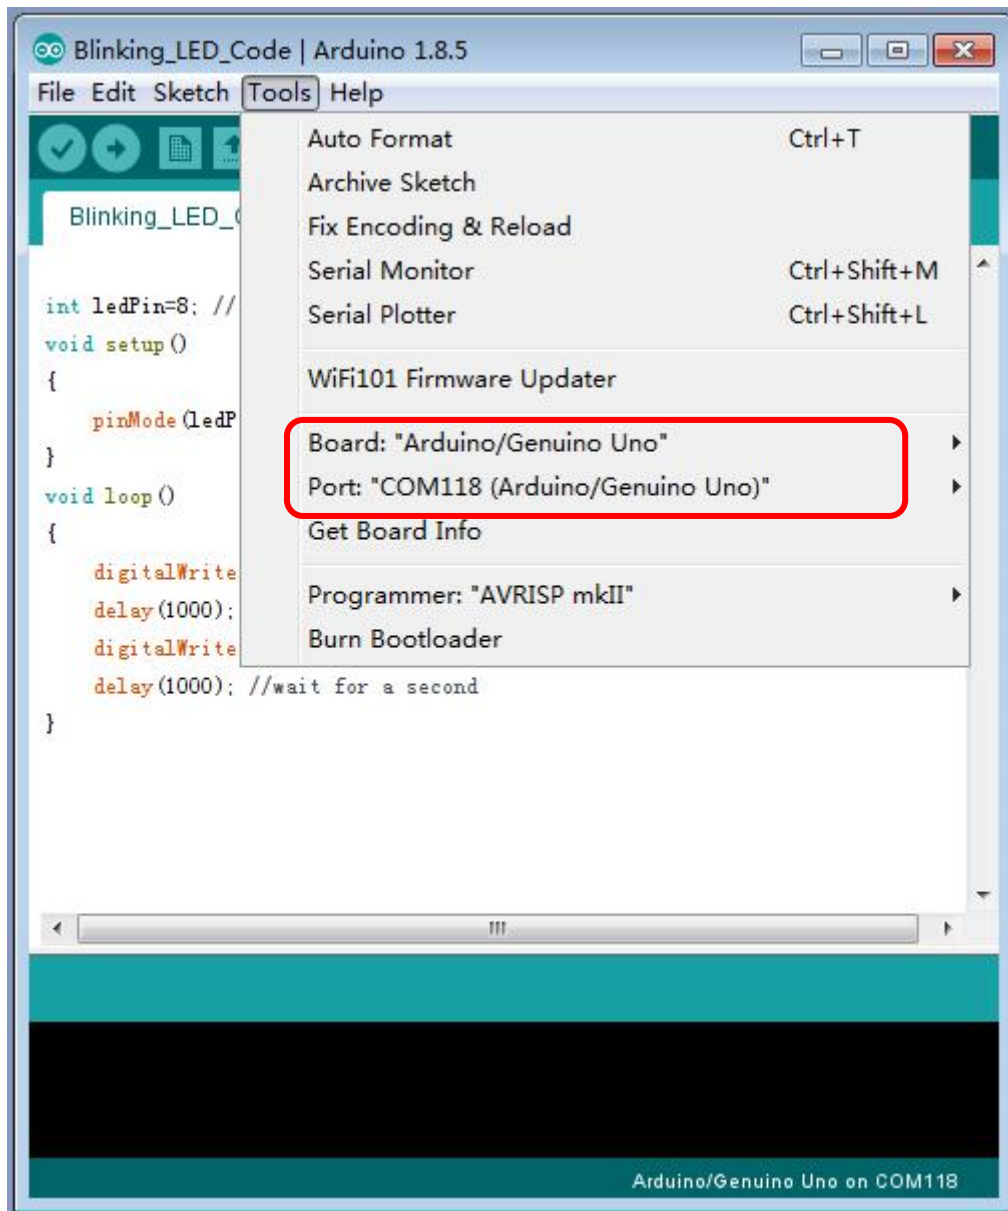 Blinking_LED_Code | Arduino 1.8.5
File Edit Sketch Tools Help
Auto Format Ctrl+T
Archive Sketch
Fix Encoding & Reload
Serial Monitor Ctrl+Shift+M
Serial Plotter Ctrl+Shift+L
WiFi101 Firmware Updater
Board: "Arduino/Genuino Uno"
Port: "COM118 (Arduino/Genuino Uno)"
Get Board Info
Programmer: "AVRISP mkII"
Burn Bootloader
Blinking_LED_
int ledPin=8; //
void setup()
{
pinMode(ledP
}
void loop()
{
digitalWrite
delay(1000);
digitalWrite
delay(1000); //wait for a second
}
Arduino/Genuino Uno on COM118